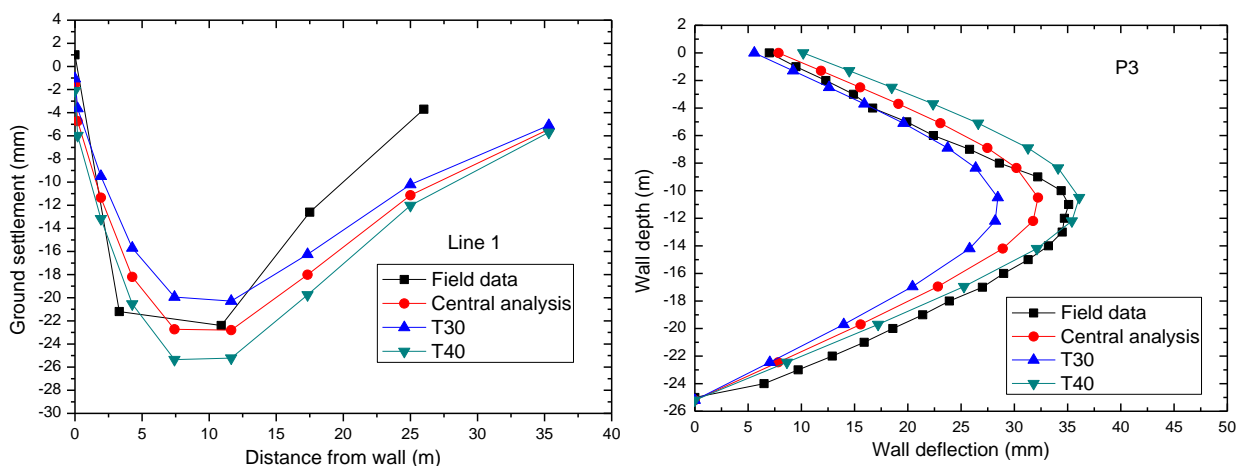 2
0
-2
-4
-6
-8
-10
-12
-14
-16
-18
-20
-22
-24
-26
-28
-30
Ground settlement (mm)
0 5 10 15 20 25 30 35 40
Distance from wall (m)
Line 1
Field data
Central analysis
T30
T40
-2
0
2
-4
-6
-8
-10
-12
-14
-16
-18
-20
-22
-24
-26
Wall depth (m)
0 5 10 15 20 25 30 35 40 45 50
Wall deflection (mm)
P3
Field data
Central analysis
T30
T40